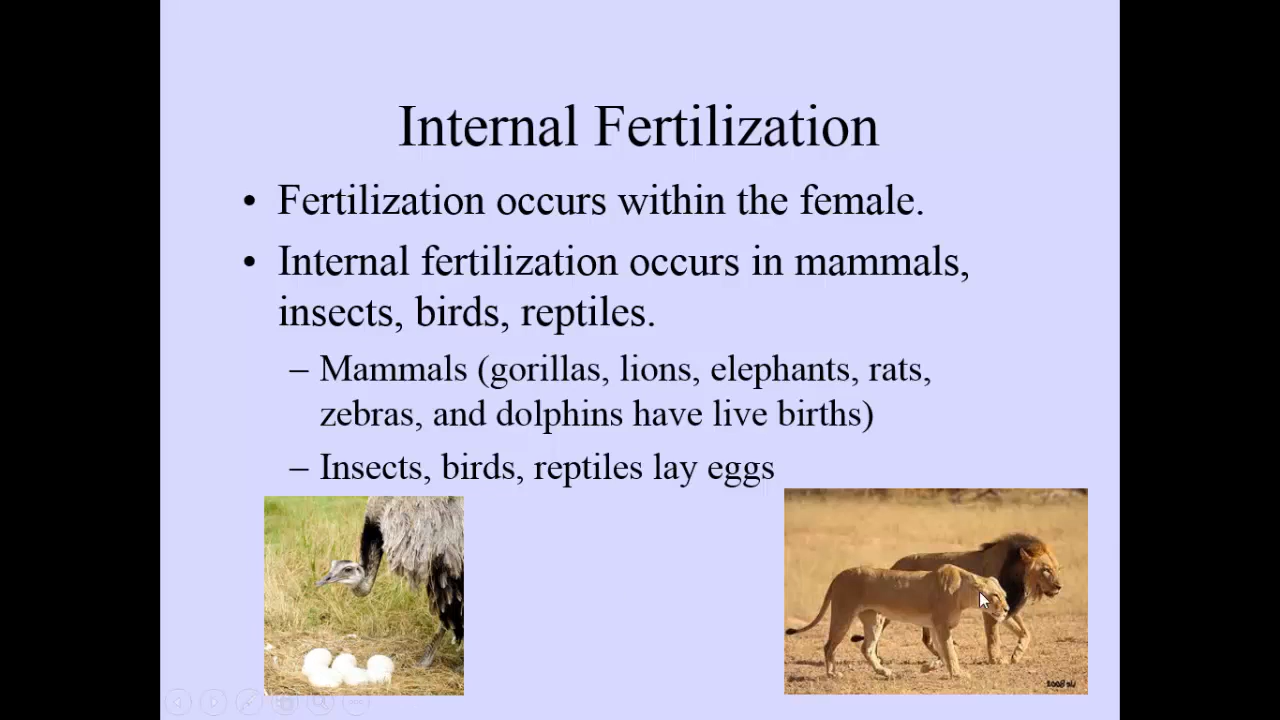 Internal Fertilization
• Fertilization occurs within the female.
• Internal fertilization occurs in mammals,
insects, birds, reptiles.
– Mammals (gorillas, lions, elephants, rats,
zebras, and dolphins have live births)
– Insects, birds, reptiles lay eggs